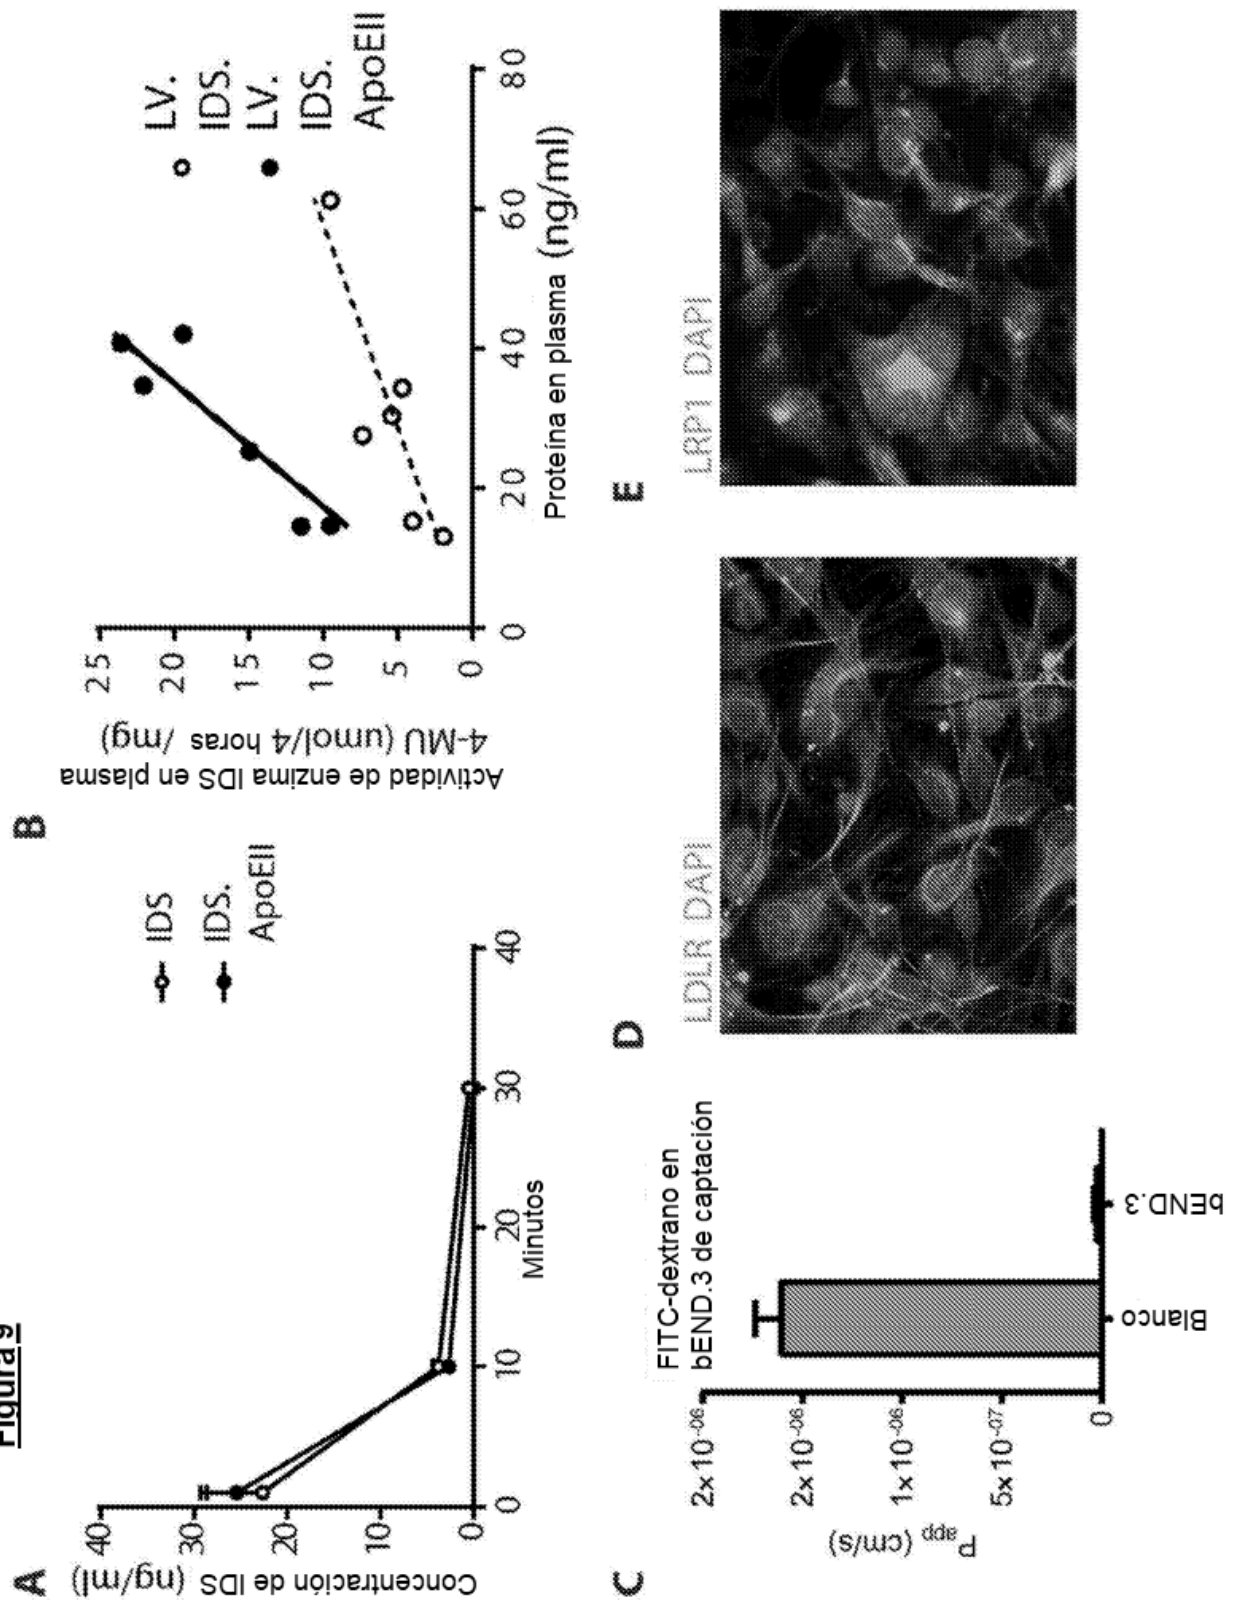 Figura 9
A
Concentración de IDS (ng/ml)
40
30
20
10
0
0
10
20
30
40
Minutos
IDS
IDS.
ApoEII
B
Actividad de enzima IDS en plasma
4-MU (umol/4 horas /mg)
25
20
15
10
5
0
0
20
40
60
80
Proteína en plasma (ng/ml)
LV.
IDS.
LV.
IDS.
ApoEII
C
FITC-dextrano en
bEND.3 de captación
Papp (cm/s)
2x10-06
2x10-06
1x10-06
5x10-07
0
Blanco
bEND.3
D
LDLR DAPI
E
LRP1 DAPI